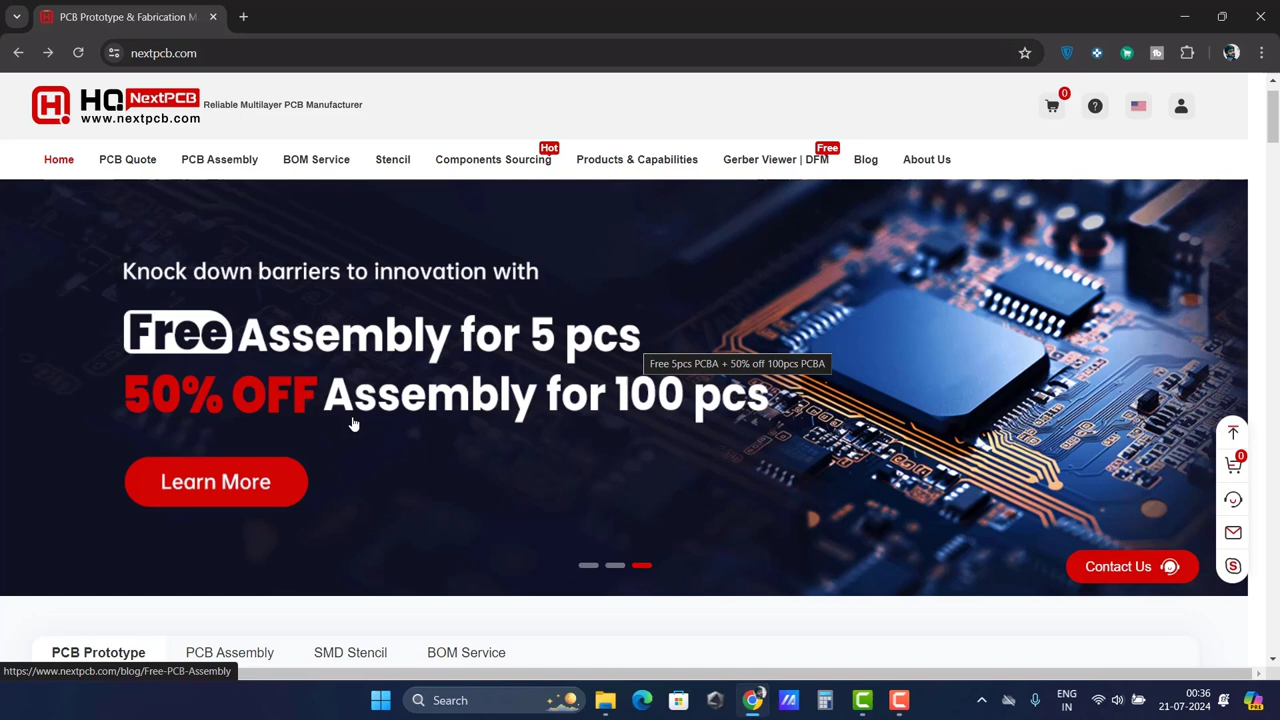 PCB Prototype & Fabrication M
nextpcb.com
HQ NextPCB
www.nextpcb.com
Reliable Multilayer PCB Manufacturer
0
Home
PCB Quote
PCB Assembly
BOM Service
Stencil
Components Sourcing
Hot
Products & Capabilities
Gerber Viewer | DFM
Free
Blog
About Us
Knock down barriers to innovation with
Free Assembly for 5 pcs
Free 5pcs PCBA + 50% off 100pcs PCBA
50% OFF Assembly for 100 pcs
Learn More
0
Contact Us
PCB Prototype
PCB Assembly
SMD Stencil
BOM Service
https://www.nextpcb.com/blog/Free-PCB-Assembly
Search
ENG
IN
00:36
21-07-2024